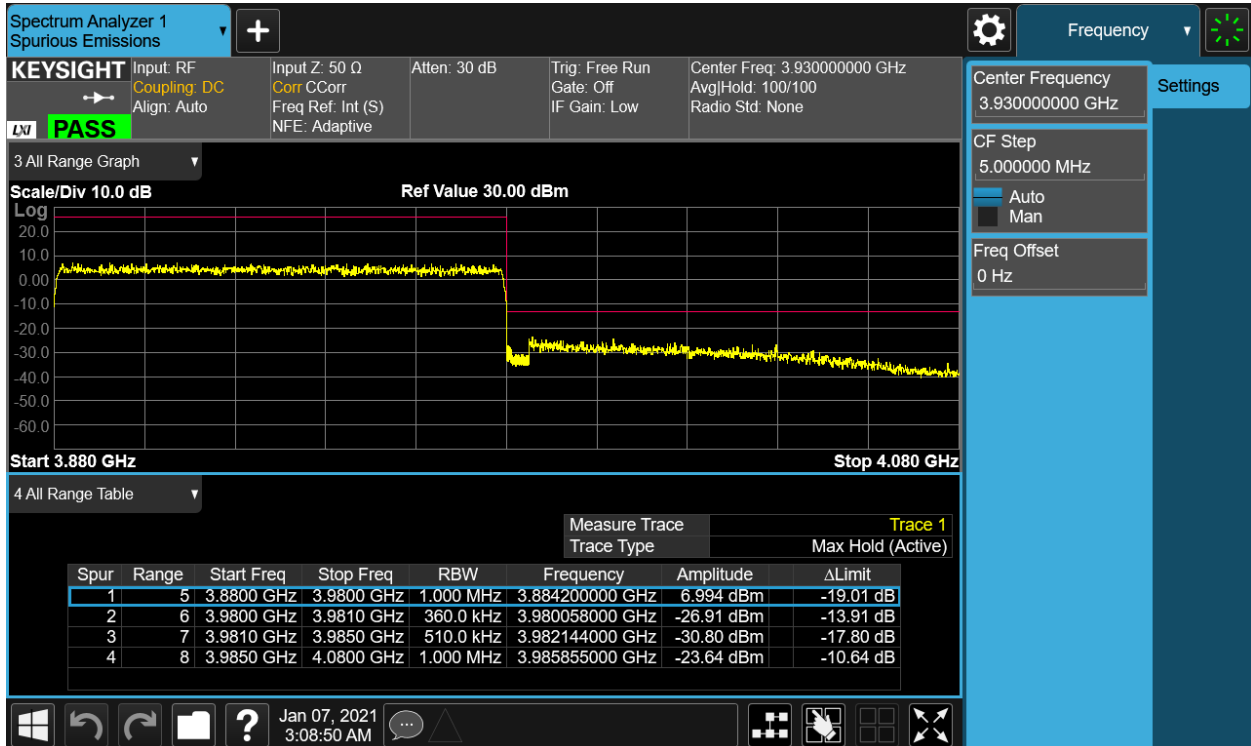 Spectrum Analyzer 1
Spurious Emissions
+
Frequency
KEYSIGHT
LXI PASS
Input: RF
Coupling: DC
Align: Auto
Input Z: 50 Ω
Corr CCorr
Freq Ref: Int (S)
NFE: Adaptive
Atten: 30 dB
Trig: Free Run
Gate: Off
IF Gain: Low
Center Freq: 3.930000000 GHz
Avg|Hold: 100/100
Radio Std: None
Center Frequency
3.930000000 GHz
Settings
CF Step
5.000000 MHz
Auto
Man
Freq Offset
0 Hz
3 All Range Graph
Scale/Div 10.0 dB Ref Value 30.00 dBm
Log
20.0
10.0
0.00
-10.0
-20.0
-30.0
-40.0
-50.0
-60.0
Start 3.880 GHz Stop 4.080 GHz
4 All Range Table
Measure Trace Trace 1
Trace Type Max Hold (Active)
Spur Range Start Freq Stop Freq RBW Frequency Amplitude ΔLimit
1 5 3.8800 GHz 3.9800 GHz 1.000 MHz 3.884200000 GHz 6.994 dBm -19.01 dB
2 6 3.9800 GHz 3.9810 GHz 360.0 kHz 3.980058000 GHz -26.91 dBm -13.91 dB
3 7 3.9810 GHz 3.9850 GHz 510.0 kHz 3.982144000 GHz -30.80 dBm -17.80 dB
4 8 3.9850 GHz 4.0800 GHz 1.000 MHz 3.985855000 GHz -23.64 dBm -10.64 dB
?
Jan 07, 2021
3:08:50 AM